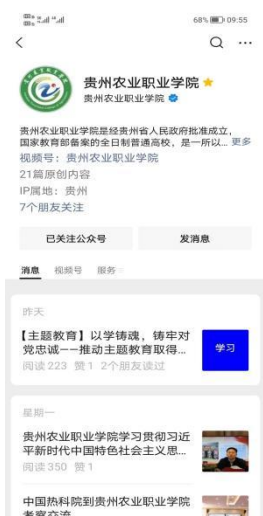 68% 09:55
贵州农业职业学院
贵州农业职业学院
贵州农业职业学院是经贵州省人民政府批准成立，
国家教育部备案的全日制普通高校，是一所以... 更多
视频号：贵州农业职业学院
21篇原创内容
IP属地：贵州
7个朋友关注
已关注公众号 发消息
消息 视频号 服务
昨天
【主题教育】以学铸魂，铸牢对
党忠诚——推动主题教育取得...
学习
阅读 223 赞 1 2个朋友读过
星期一
贵州农业职业学院学习贯彻习近
平新时代中国特色社会主义思...
阅读 350 赞 1
中国热科院到贵州农业职业学院
考察交流